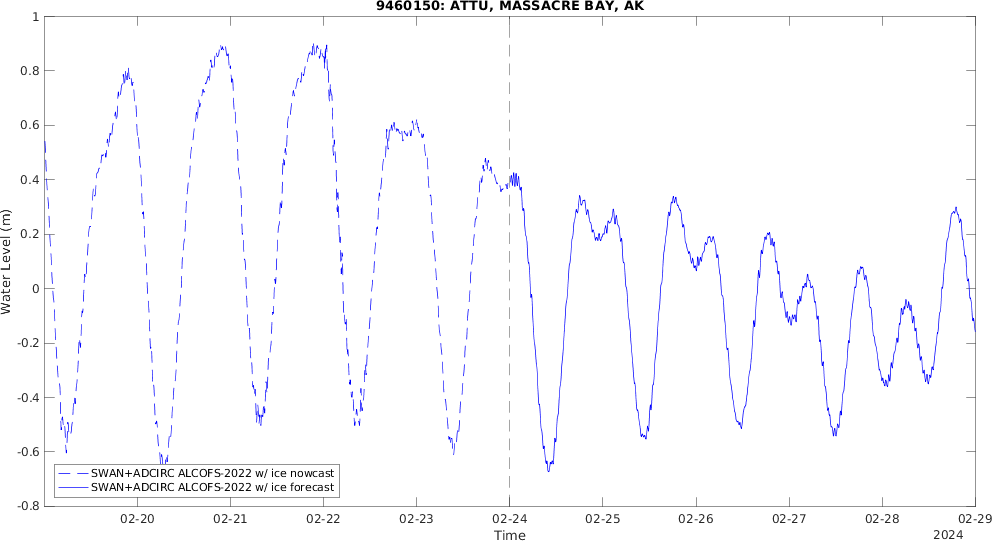 9460150: ATTU, MASSACRE BAY, AK
1
0.8
0.6
0.4
0.2
0
-0.2
-0.4
-0.6
-0.8
Water Level (m)
SWAN+ADCIRC ALCOFS-2022 w/ ice nowcast
SWAN+ADCIRC ALCOFS-2022 w/ ice forecast
02-20 02-21 02-22 02-23 02-24 02-25 02-26 02-27 02-28 02-29
Time
2024